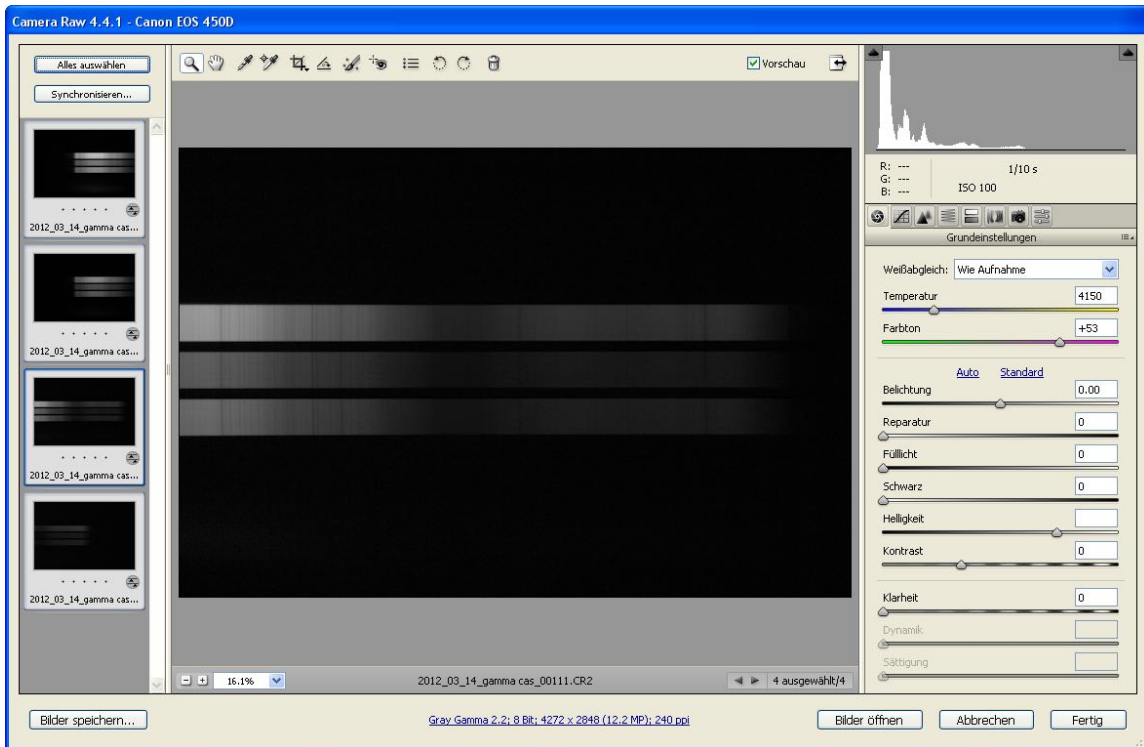 Camera Raw 4.4.1 - Canon EOS 450D
Alles auswählen
Synchronisieren...
2012_03_14_gamma cas...
2012_03_14_gamma cas...
2012_03_14_gamma cas...
2012_03_14_gamma cas...
Vorschau
R: ---
G: ---
B: ---
1/10 s
ISO 100
Grundeinstellungen
Weißabgleich: Wie Aufnahme
Temperatur 4150
Farbton +53
Auto Standard
Belichtung 0.00
Reparatur 0
Fülllicht 0
Schwarz 0
Helligkeit
Kontrast 0
Klarheit 0
Dynamik
Sättigung
16.1%
2012_03_14_gamma cas_00111.CR2
4 ausgewählt/4
Bilder speichern...
Gray Gamma 2.2; 8 Bit; 4272 x 2848 (12.2 MP); 240 ppi
Bilder öffnen
Abbrechen
Fertig